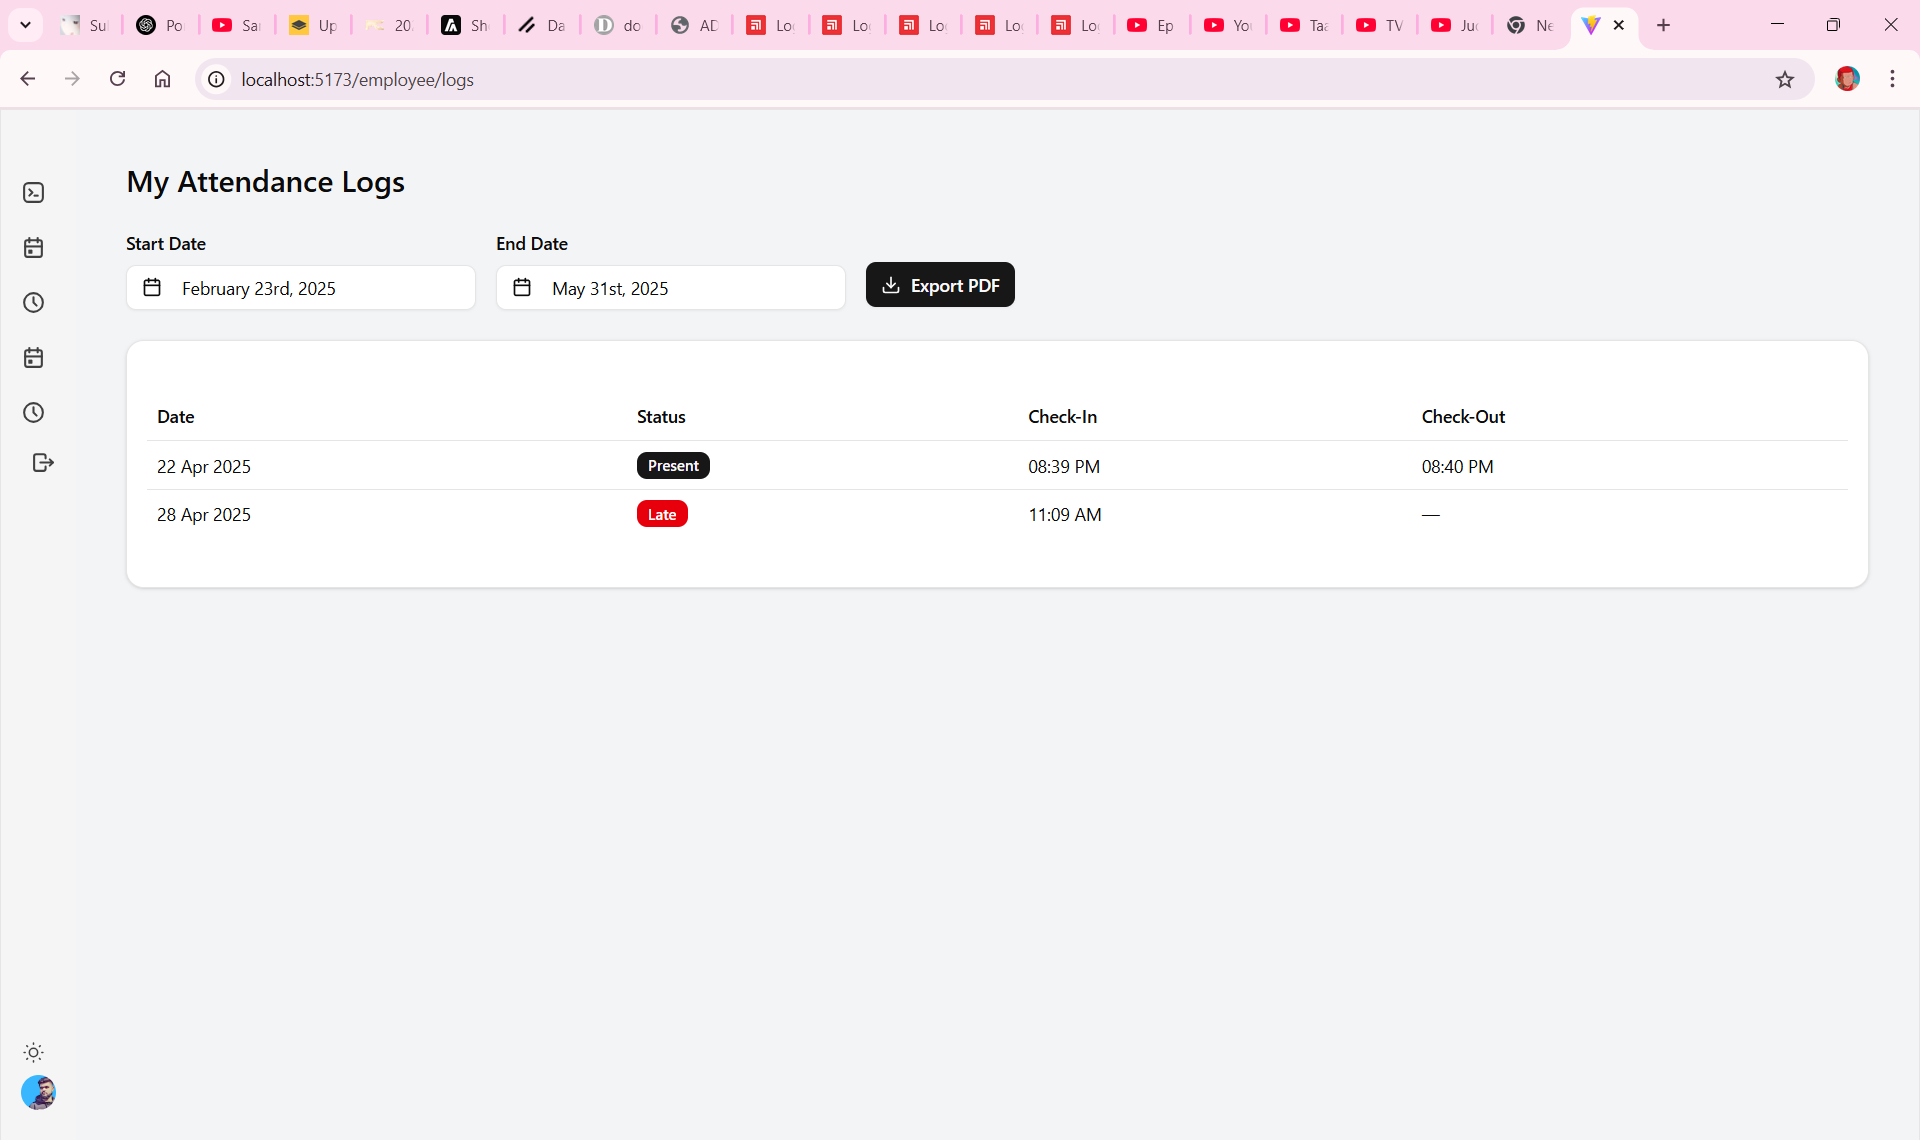 Su
Po
Sa
Up
20
Sh
Da
do
AD
Lo
Lo
Lo
Lo
Lo
Ep
You
Taa
TV
Ju
Ne
localhost:5173/employee/logs
My Attendance Logs
Start Date
End Date
February 23rd, 2025
May 31st, 2025
Export PDF
Date Status Check-In Check-Out
22 Apr 2025 Present 08:39 PM 08:40 PM
28 Apr 2025 Late 11:09 AM —